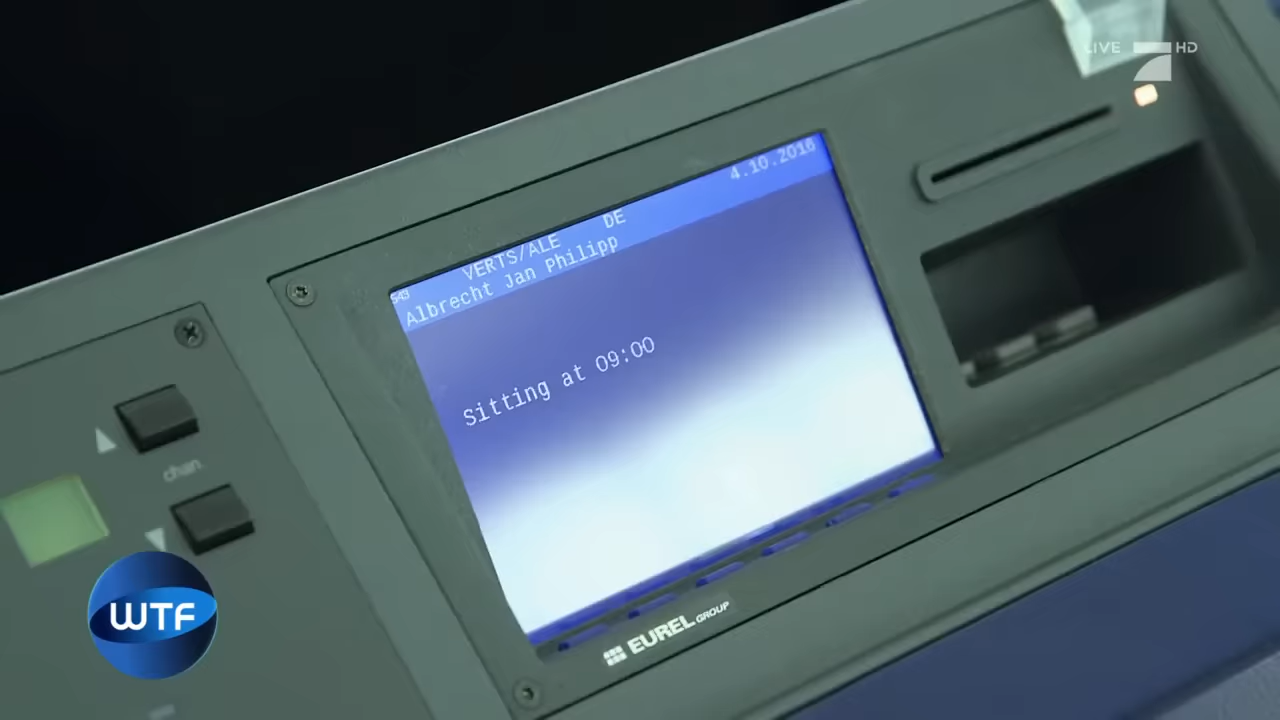 LIVE HD
4.10.2016
VERTS/ALE DE
543
Albrecht Jan Philipp
Sitting at 09:00
chan
WTF
EUREL GROUP